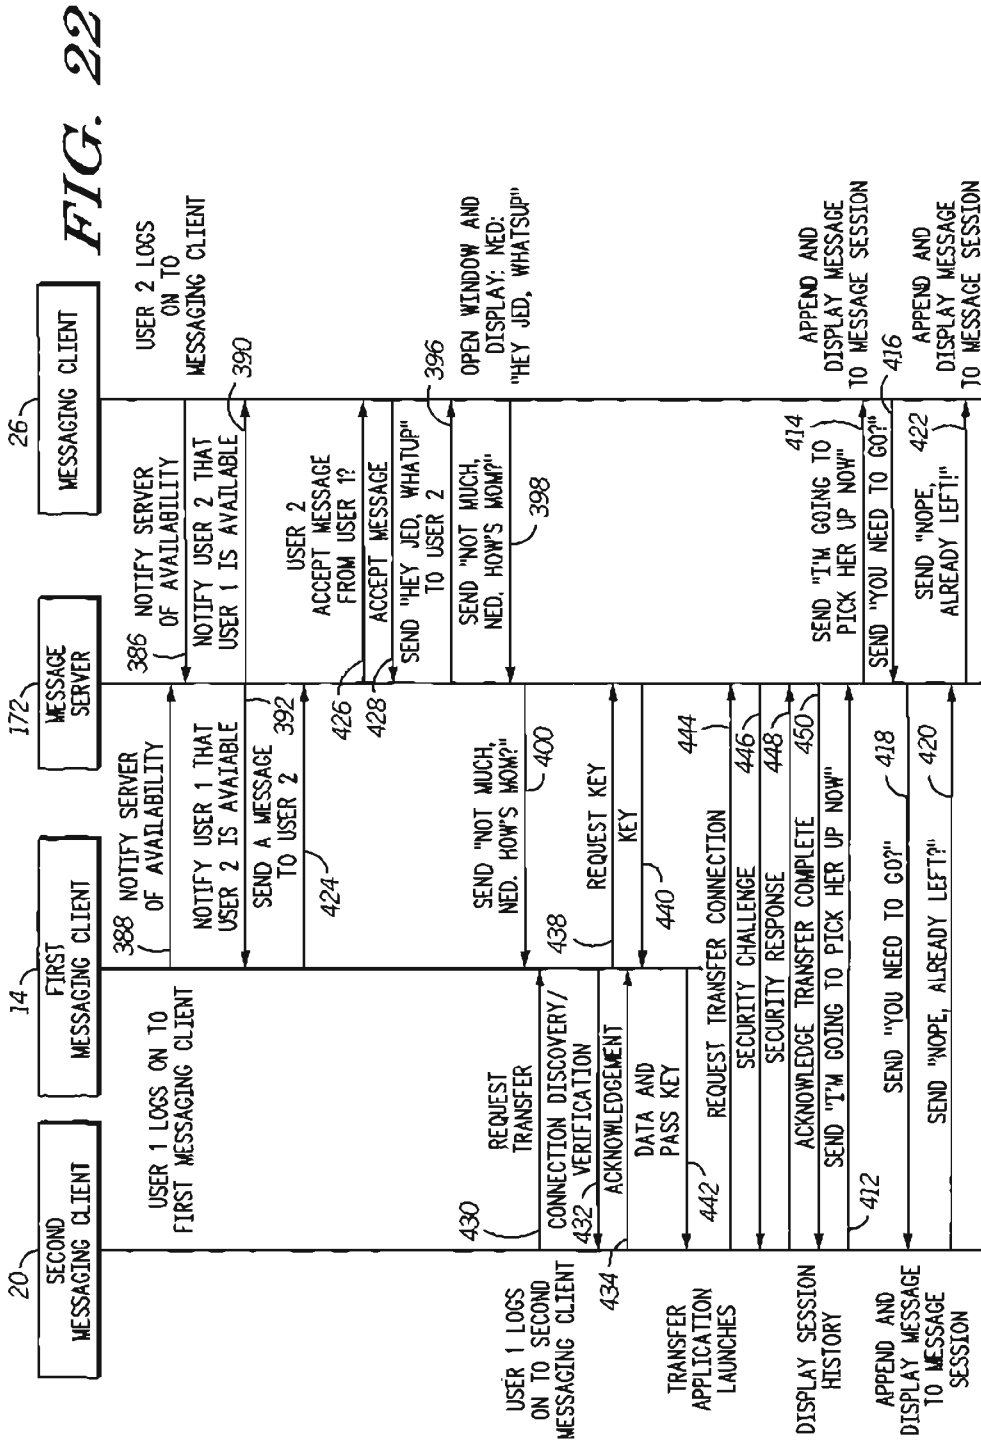 FIG. 22
20
SECOND
MESSAGING CLIENT
14
FIRST
MESSAGING CLIENT
172
MESSAGE
SERVER
26
MESSAGING CLIENT
USER 1 LOGS ON TO
FIRST MESSAGING CLIENT
388
NOTIFY SERVER
OF AVAILABILITY
386
NOTIFY SERVER
OF AVAILABILITY
USER 2 LOGS
ON TO
MESSAGING CLIENT
NOTIFY USER 1 THAT
USER 2 IS AVAIABLE
392
NOTIFY USER 2 THAT
USER 1 IS AVAILABLE
390
SEND A MESSAGE
TO USER 2
424
USER 2
ACCEPT MESSAGE
FROM USER 1?
426
ACCEPT MESSAGE
428
SEND "HEY JED, WHATUP"
TO USER 2
396
OPEN WINDOW AND
DISPLAY: NED:
"HEY JED, WHATSUP"
SEND "NOT MUCH,
NED. HOW'S MOM?"
398
SEND "NOT MUCH,
NED. HOW'S MOM?"
400
USER 1 LOGS
ON TO SECOND
MESSAGING CLIENT
REQUEST
TRANSFER
430
CONNECTION DISCOVERY/
VERIFICATION
432
ACKNOWLEDGEMENT
434
REQUEST KEY
438
KEY
440
DATA AND
PASS KEY
442
TRANSFER
APPLICATION
LAUNCHES
REQUEST TRANSFER CONNECTION
444
SECURITY CHALLENGE
446
SECURITY RESPONSE
448
ACKNOWLEDGE TRANSFER COMPLETE
450
DISPLAY SESSION
HISTORY
SEND "I'M GOING TO PICK HER UP NOW"
412
SEND "I'M GOING TO
PICK HER UP NOW"
414
APPEND AND
DISPLAY MESSAGE
TO MESSAGE SESSION
SEND "YOU NEED TO GO?"
416
SEND "YOU NEED TO GO?"
418
APPEND AND
DISPLAY MESSAGE
TO MESSAGE
SESSION
SEND "NOPE, ALREADY LEFT?"
420
SEND "NOPE,
ALREADY LEFT!"
422
APPEND AND
DISPLAY MESSAGE
TO MESSAGE SESSION